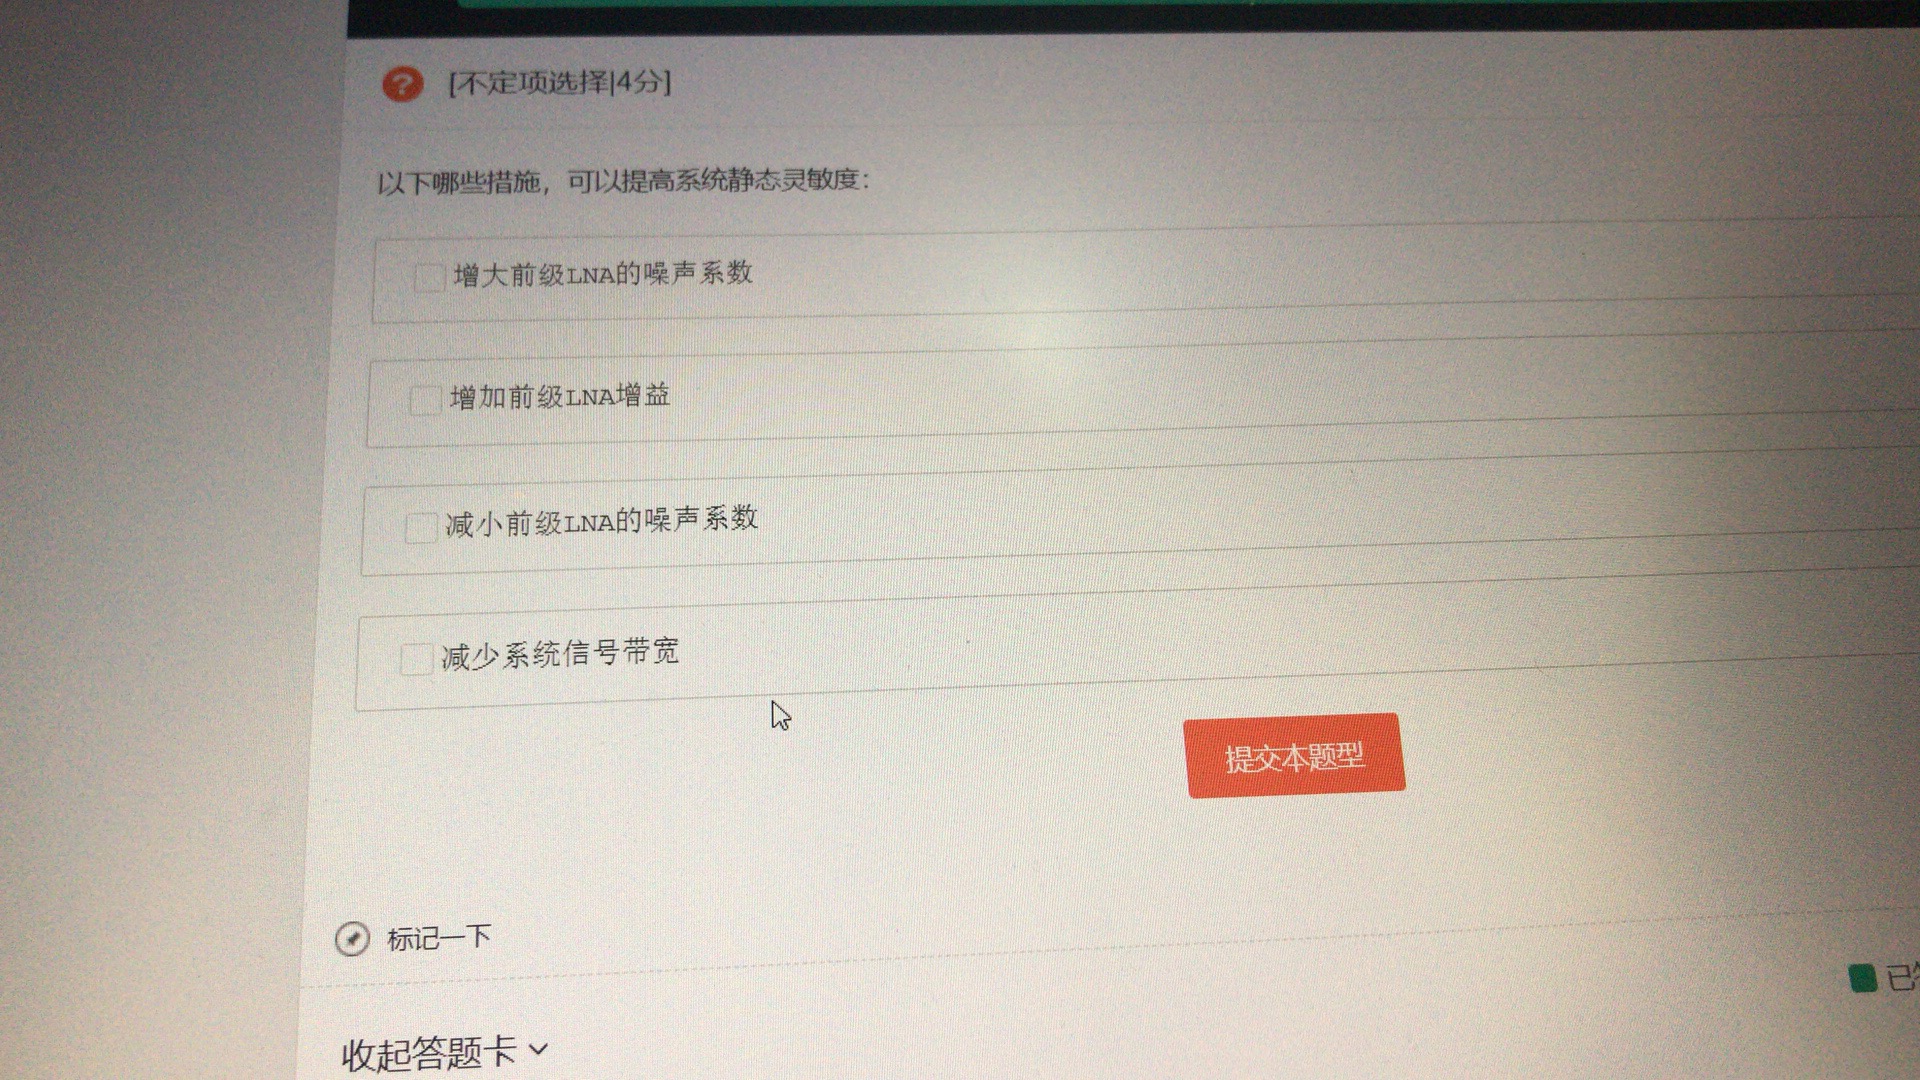 [不定项选择|4分]
以下哪些措施，可以提高系统静态灵敏度：
增大前级LNA的噪声系数
增加前级LNA增益
减小前级LNA的噪声系数
减少系统信号带宽
提交本题型
标记一下
已
收起答题卡